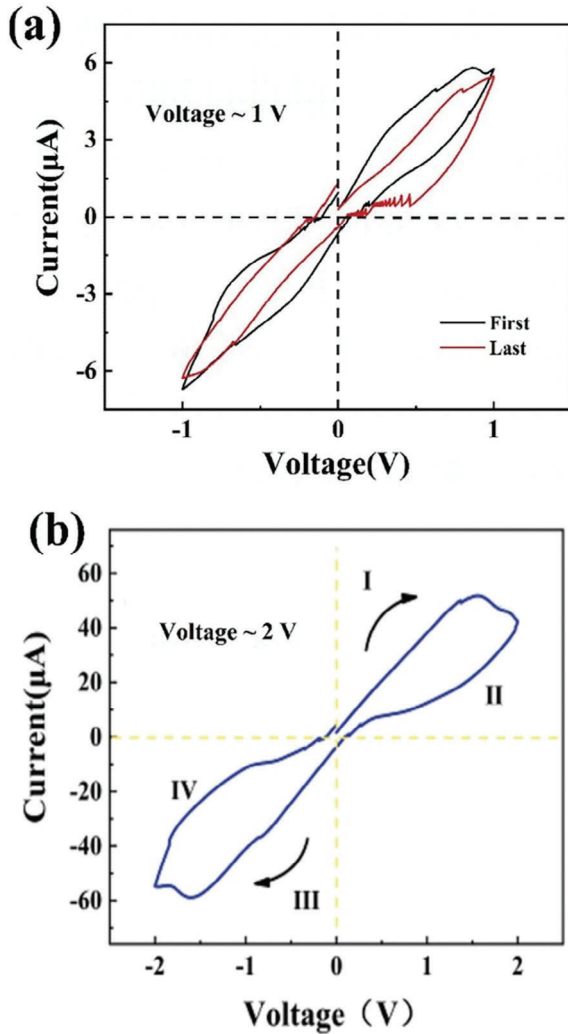 (a)
Voltage ~ 1 V
Current(μA)
6
3
0
-3
-6
First
Last
-1
0
1
Voltage(V)
(b)
Voltage ~ 2 V
I
II
III
IV
Current(μA)
60
40
20
0
-20
-40
-60
-2
-1
0
1
2
Voltage（V）